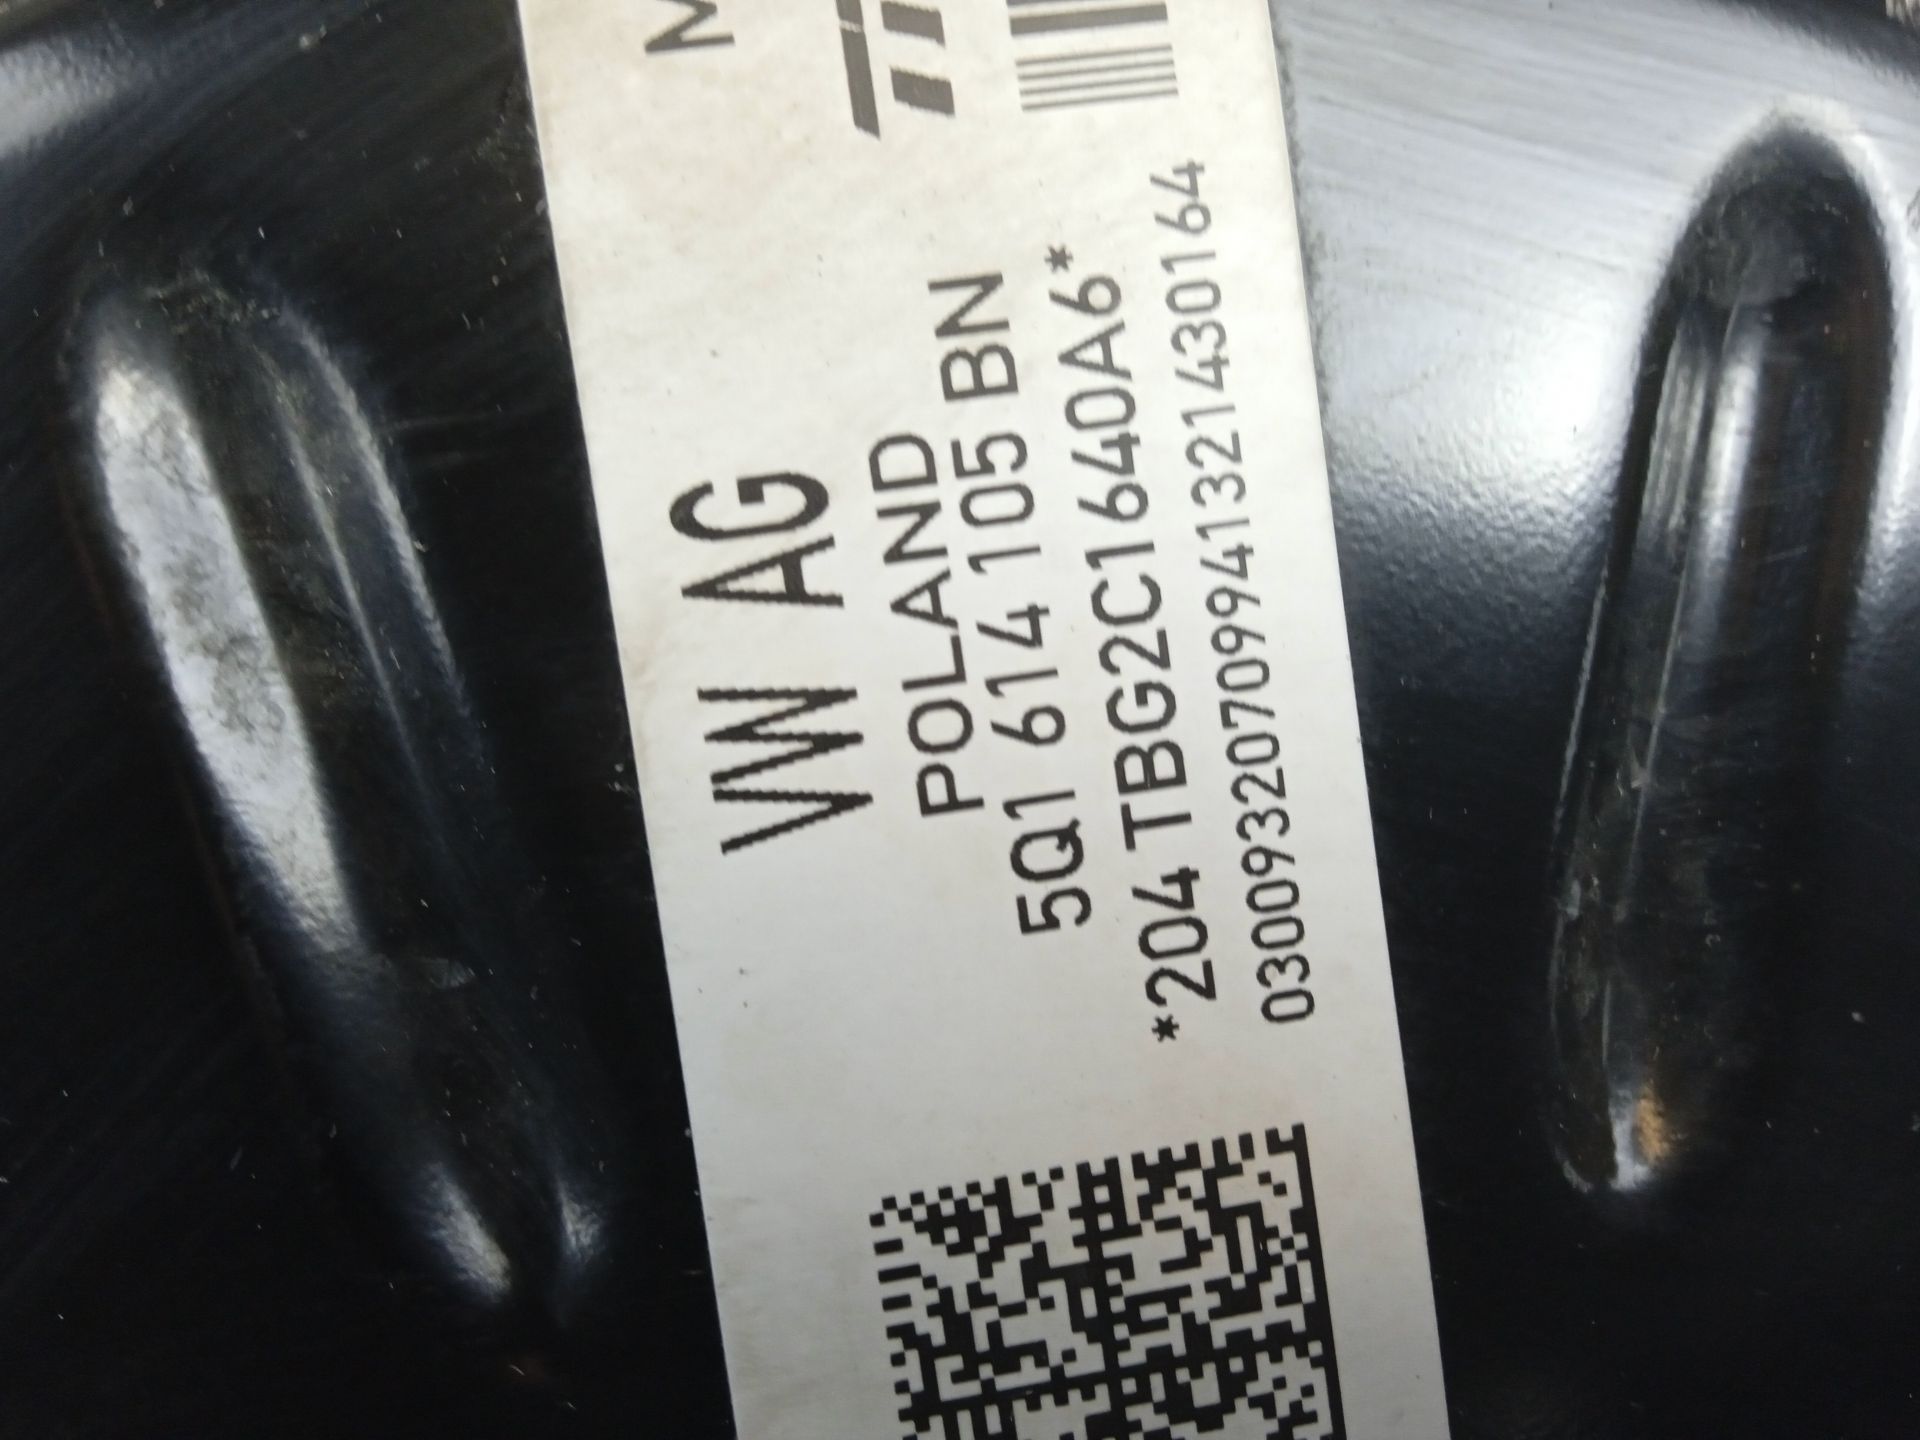 VW AG
POLAND
5Q1 614 105 BN
*204 TBG2C1640A6*
03009320709941321430164
M